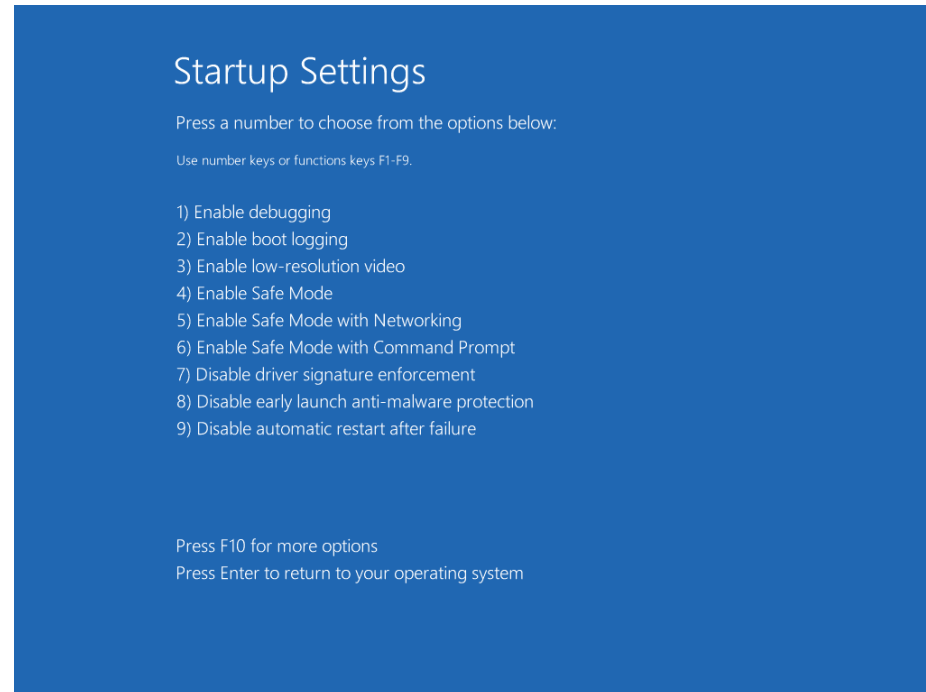 Startup Settings
Press a number to choose from the options below:
Use number keys or functions keys F1-F9.
1) Enable debugging
2) Enable boot logging
3) Enable low-resolution video
4) Enable Safe Mode
5) Enable Safe Mode with Networking
6) Enable Safe Mode with Command Prompt
7) Disable driver signature enforcement
8) Disable early launch anti-malware protection
9) Disable automatic restart after failure
Press F10 for more options
Press Enter to return to your operating system